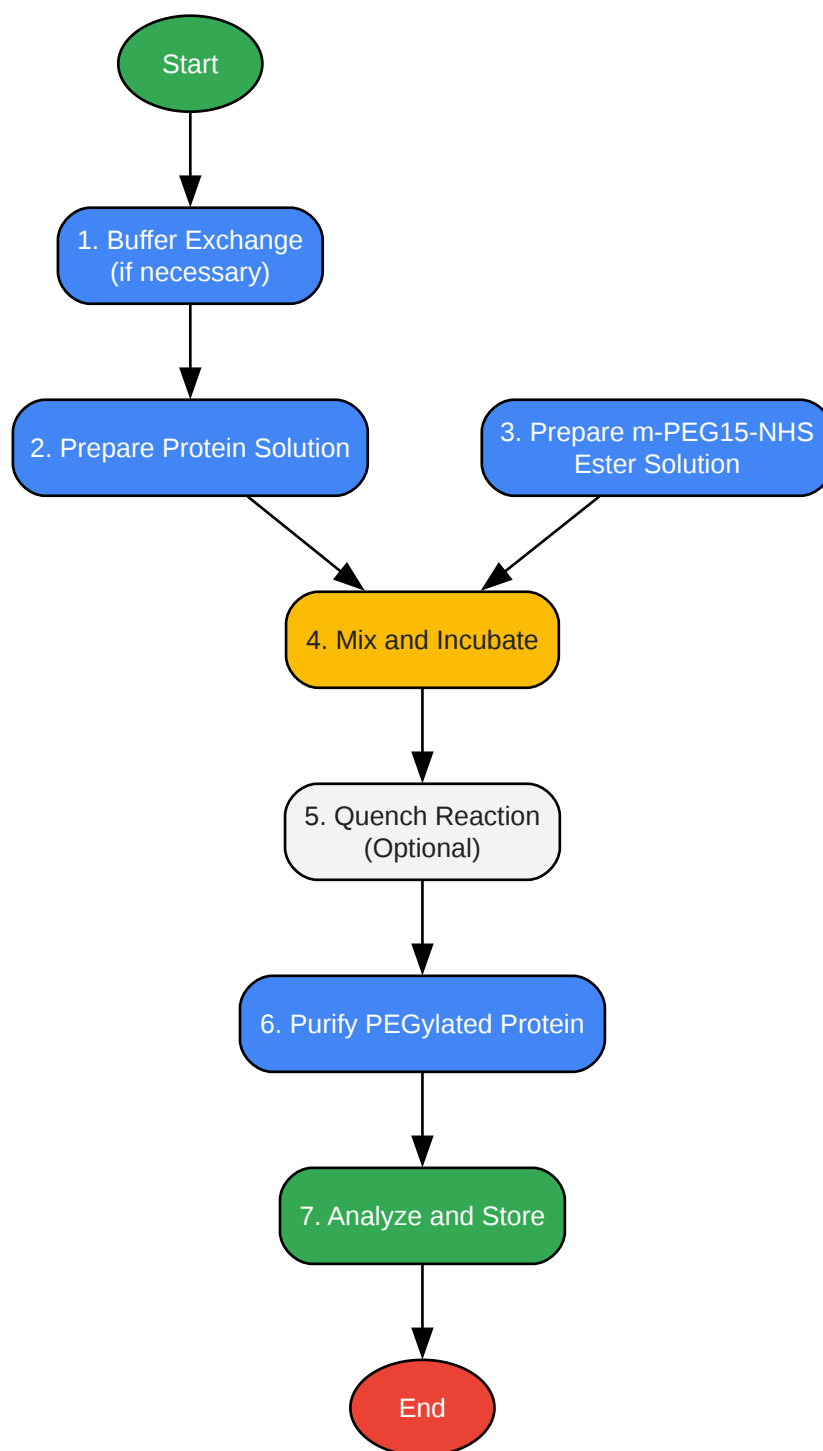 Start
1. Buffer Exchange
(if necessary)
2. Prepare Protein Solution
3. Prepare m-PEG15-NHS
Ester Solution
4. Mix and Incubate
5. Quench Reaction
(Optional)
6. Purify PEGylated Protein
7. Analyze and Store
End